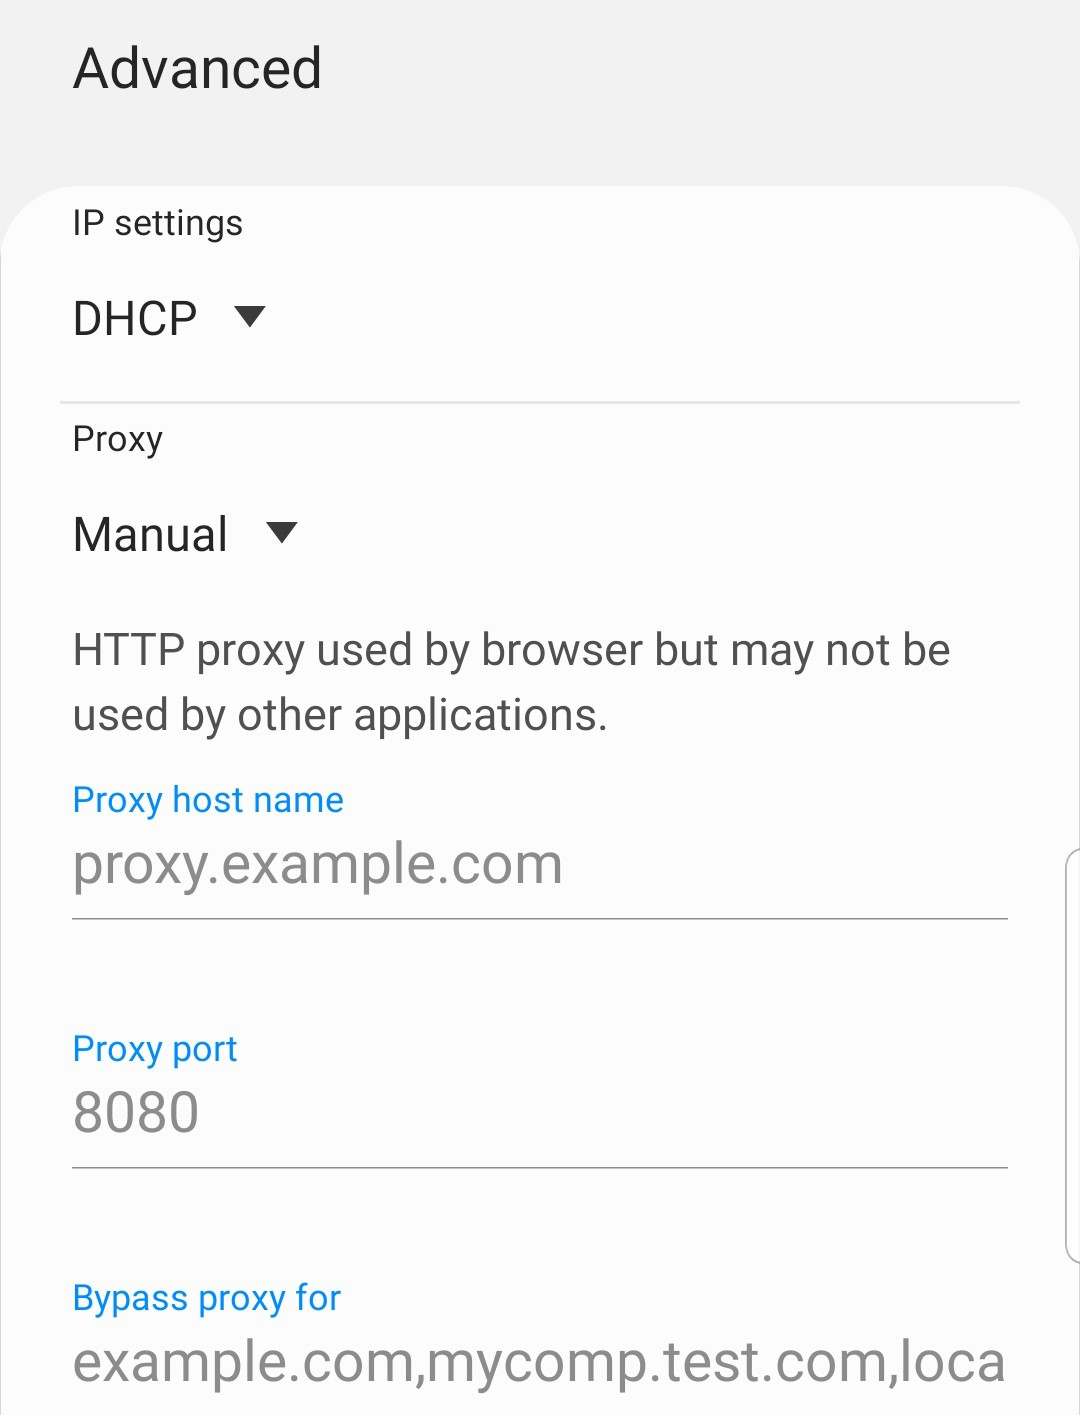 Advanced
IP settings
DHCP
Proxy
Manual
HTTP proxy used by browser but may not be
used by other applications.
Proxy host name
proxy.example.com
Proxy port
8080
Bypass proxy for
example.com,mycomp.test.com,loca